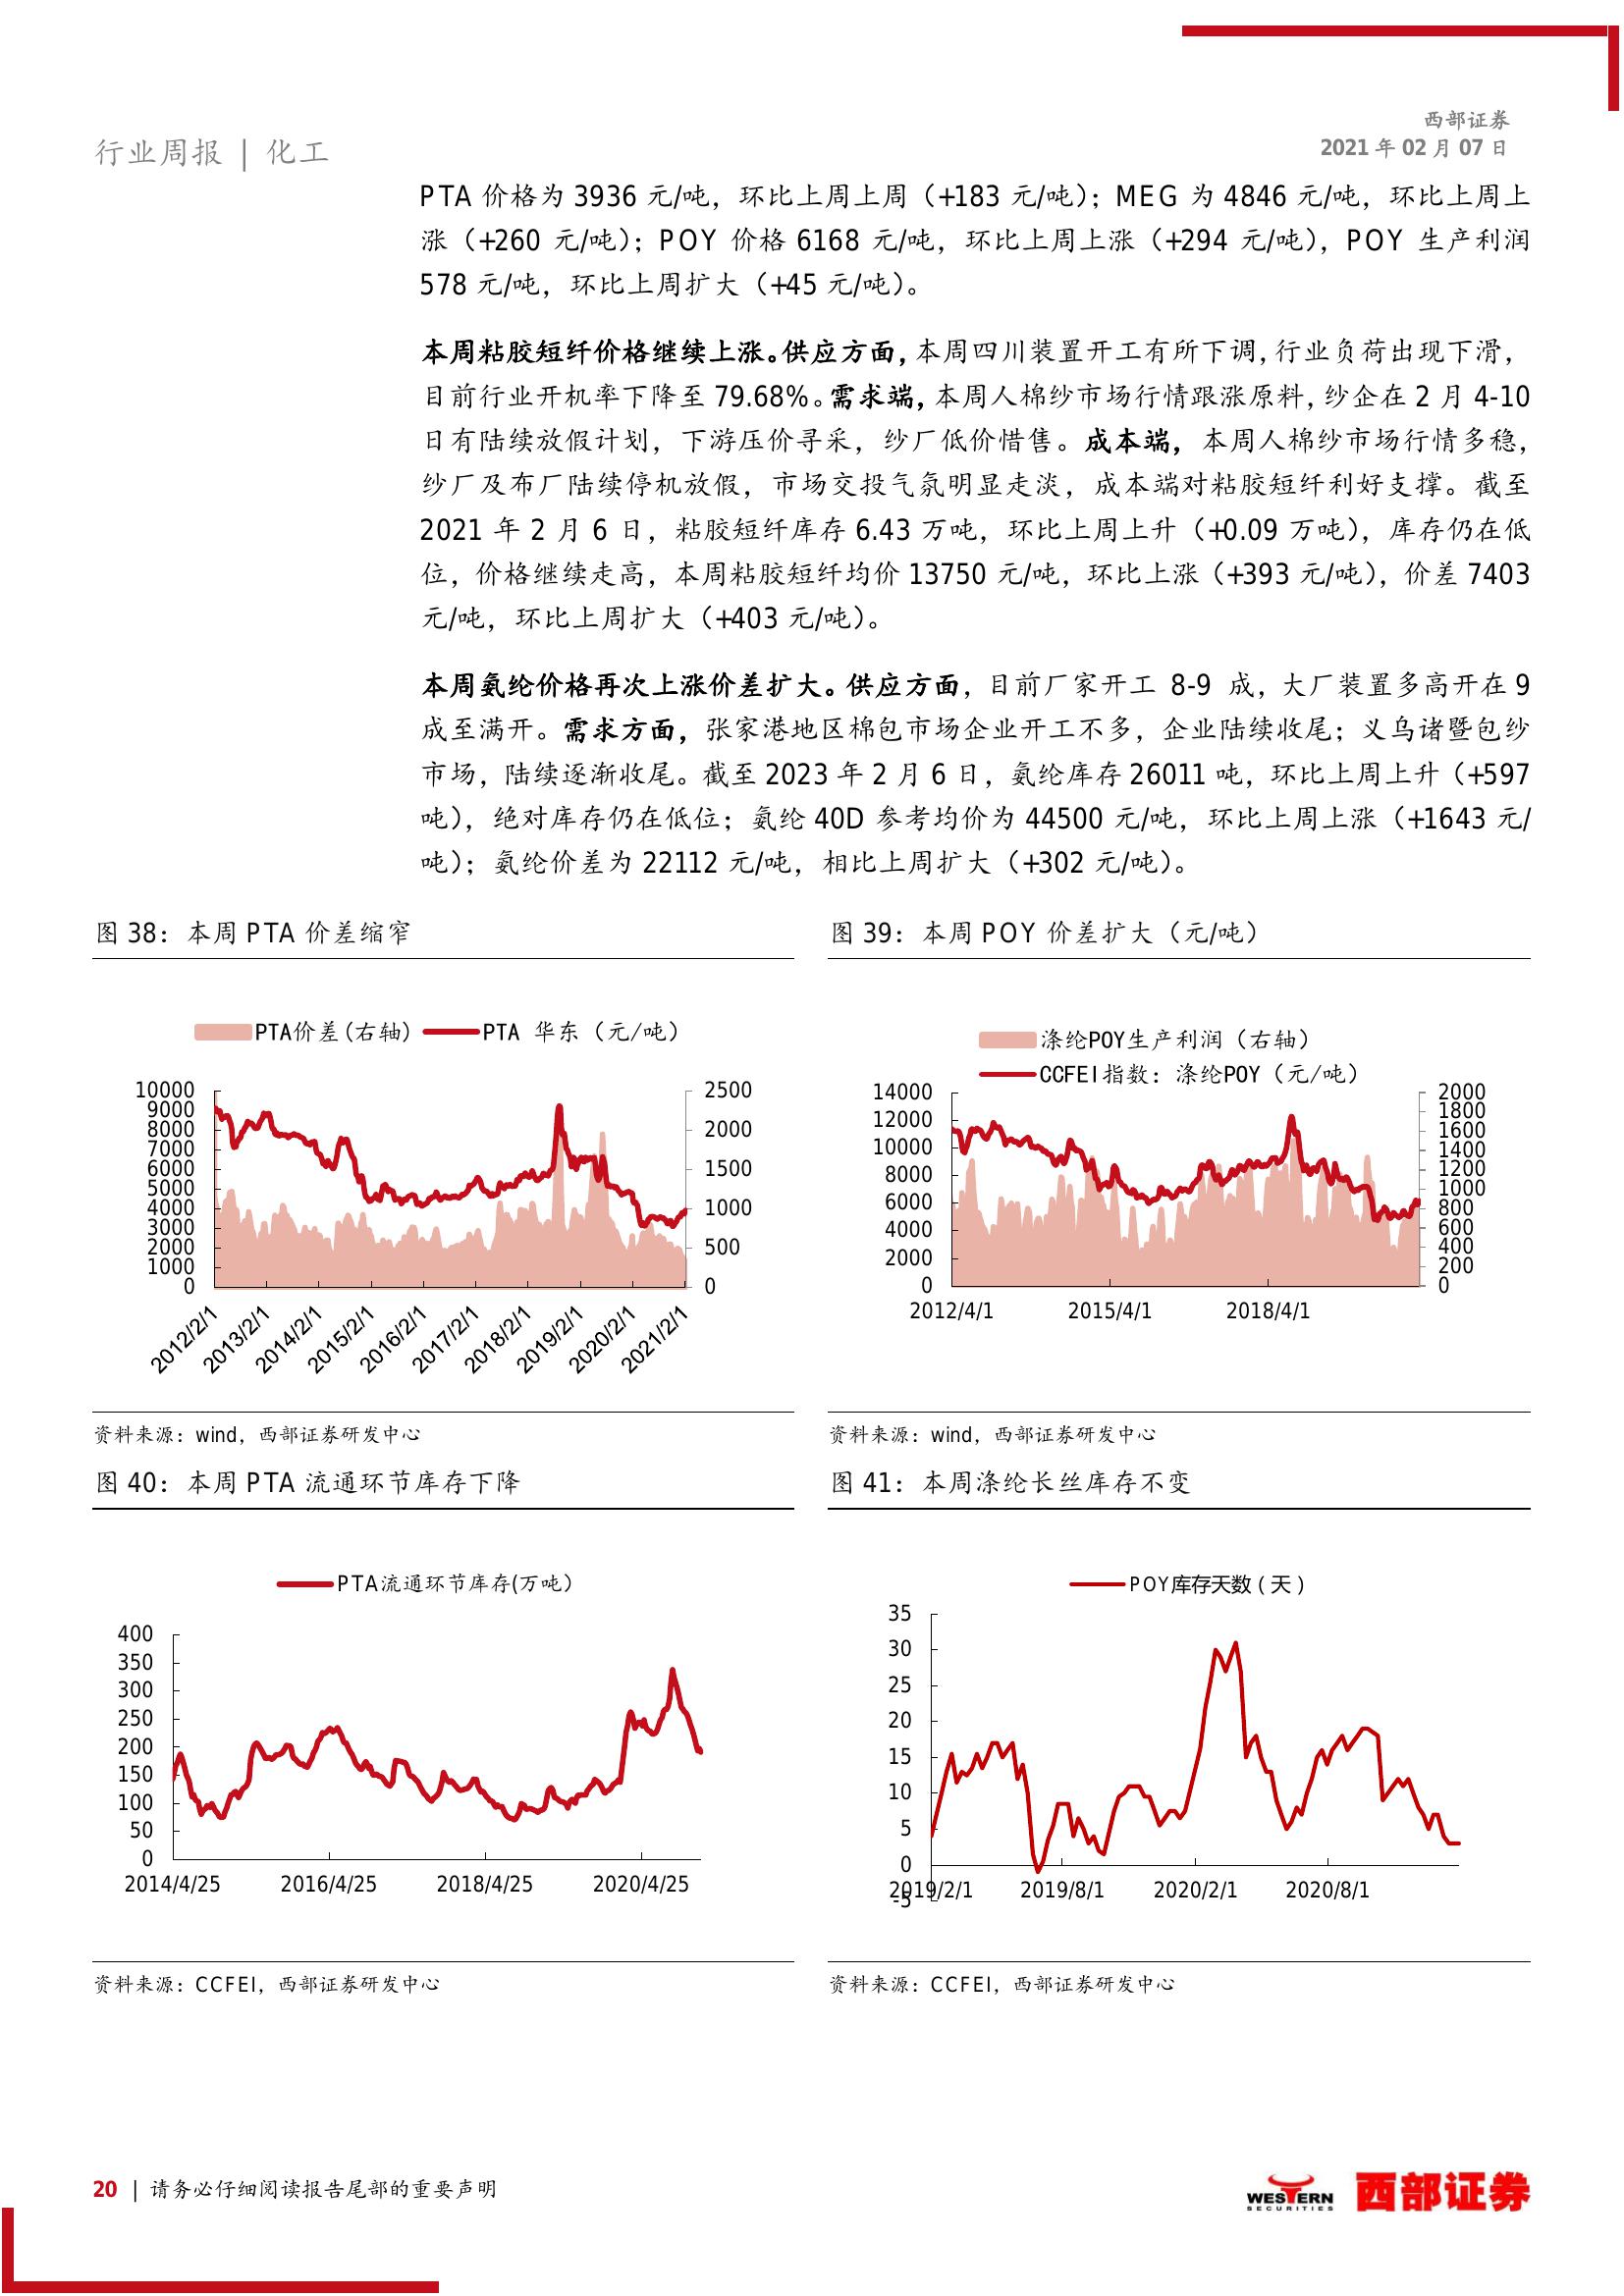 西部证券
2021 年 02 月 07 日
行业周报 | 化工
PTA 价格为 3936 元/吨，环比上周上周（+183 元/吨）；MEG 为 4846 元/吨，环比上周上
涨（+260 元/吨）；POY 价格 6168 元/吨，环比上周上涨（+294 元/吨），POY 生产利润
578 元/吨，环比上周扩大（+45 元/吨）。
本周粘胶短纤价格继续上涨。供应方面，本周四川装置开工有所下调，行业负荷出现下滑，
目前行业开机率下降至 79.68%。需求端，本周人棉纱市场行情跟涨原料，纱企在 2 月 4-10
日有陆续放假计划，下游压价寻采，纱厂低价惜售。成本端，本周人棉纱市场行情多稳，
纱厂及布厂陆续停机放假，市场交投气氛明显走淡，成本端对粘胶短纤利好支撑。截至
2021 年 2 月 6 日，粘胶短纤库存 6.43 万吨，环比上周上升（+0.09 万吨），库存仍在低
位，价格继续走高，本周粘胶短纤均价 13750 元/吨，环比上涨（+393 元/吨），价差 7403
元/吨，环比上周扩大（+403 元/吨）。
本周氨纶价格再次上涨价差扩大。供应方面，目前厂家开工 8-9 成，大厂装置多高开在 9
成至满开。需求方面，张家港地区棉包市场企业开工不多，企业陆续收尾；义乌诸暨包纱
市场，陆续逐渐收尾。截至 2023 年 2 月 6 日，氨纶库存 26011 吨，环比上周上升（+597
吨），绝对库存仍在低位；氨纶 40D 参考均价为 44500 元/吨，环比上周上涨（+1643 元/
吨）；氨纶价差为 22112 元/吨，相比上周扩大（+302 元/吨）。
图 38：本周 PTA 价差缩窄
PTA价差(右轴) PTA 华东（元/吨）
10000
9000
8000
7000
6000
5000
4000
3000
2000
1000
0
2500
2000
1500
1000
500
0
2012/2/1
2013/2/1
2014/2/1
2015/2/1
2016/2/1
2017/2/1
2018/2/1
2019/2/1
2020/2/1
2021/2/1
资料来源：wind，西部证券研发中心
图 39：本周 POY 价差扩大（元/吨）
涤纶POY生产利润（右轴）
CCFEI指数：涤纶POY（元/吨）
14000
12000
10000
8000
6000
4000
2000
0
2000
1800
1600
1400
1200
1000
800
600
400
200
0
2012/4/1 2015/4/1 2018/4/1
资料来源：wind，西部证券研发中心
图 40：本周 PTA 流通环节库存下降
PTA流通环节库存(万吨)
400
350
300
250
200
150
100
50
0
2014/4/25 2016/4/25 2018/4/25 2020/4/25
资料来源：CCFEI，西部证券研发中心
图 41：本周涤纶长丝库存不变
POY库存天数（天）
35
30
25
20
15
10
5
0
-5
2019/2/1 2019/8/1 2020/2/1 2020/8/1
资料来源：CCFEI，西部证券研发中心
20 | 请务必仔细阅读报告尾部的重要声明
WESTERN
SECURITIES
西部证券